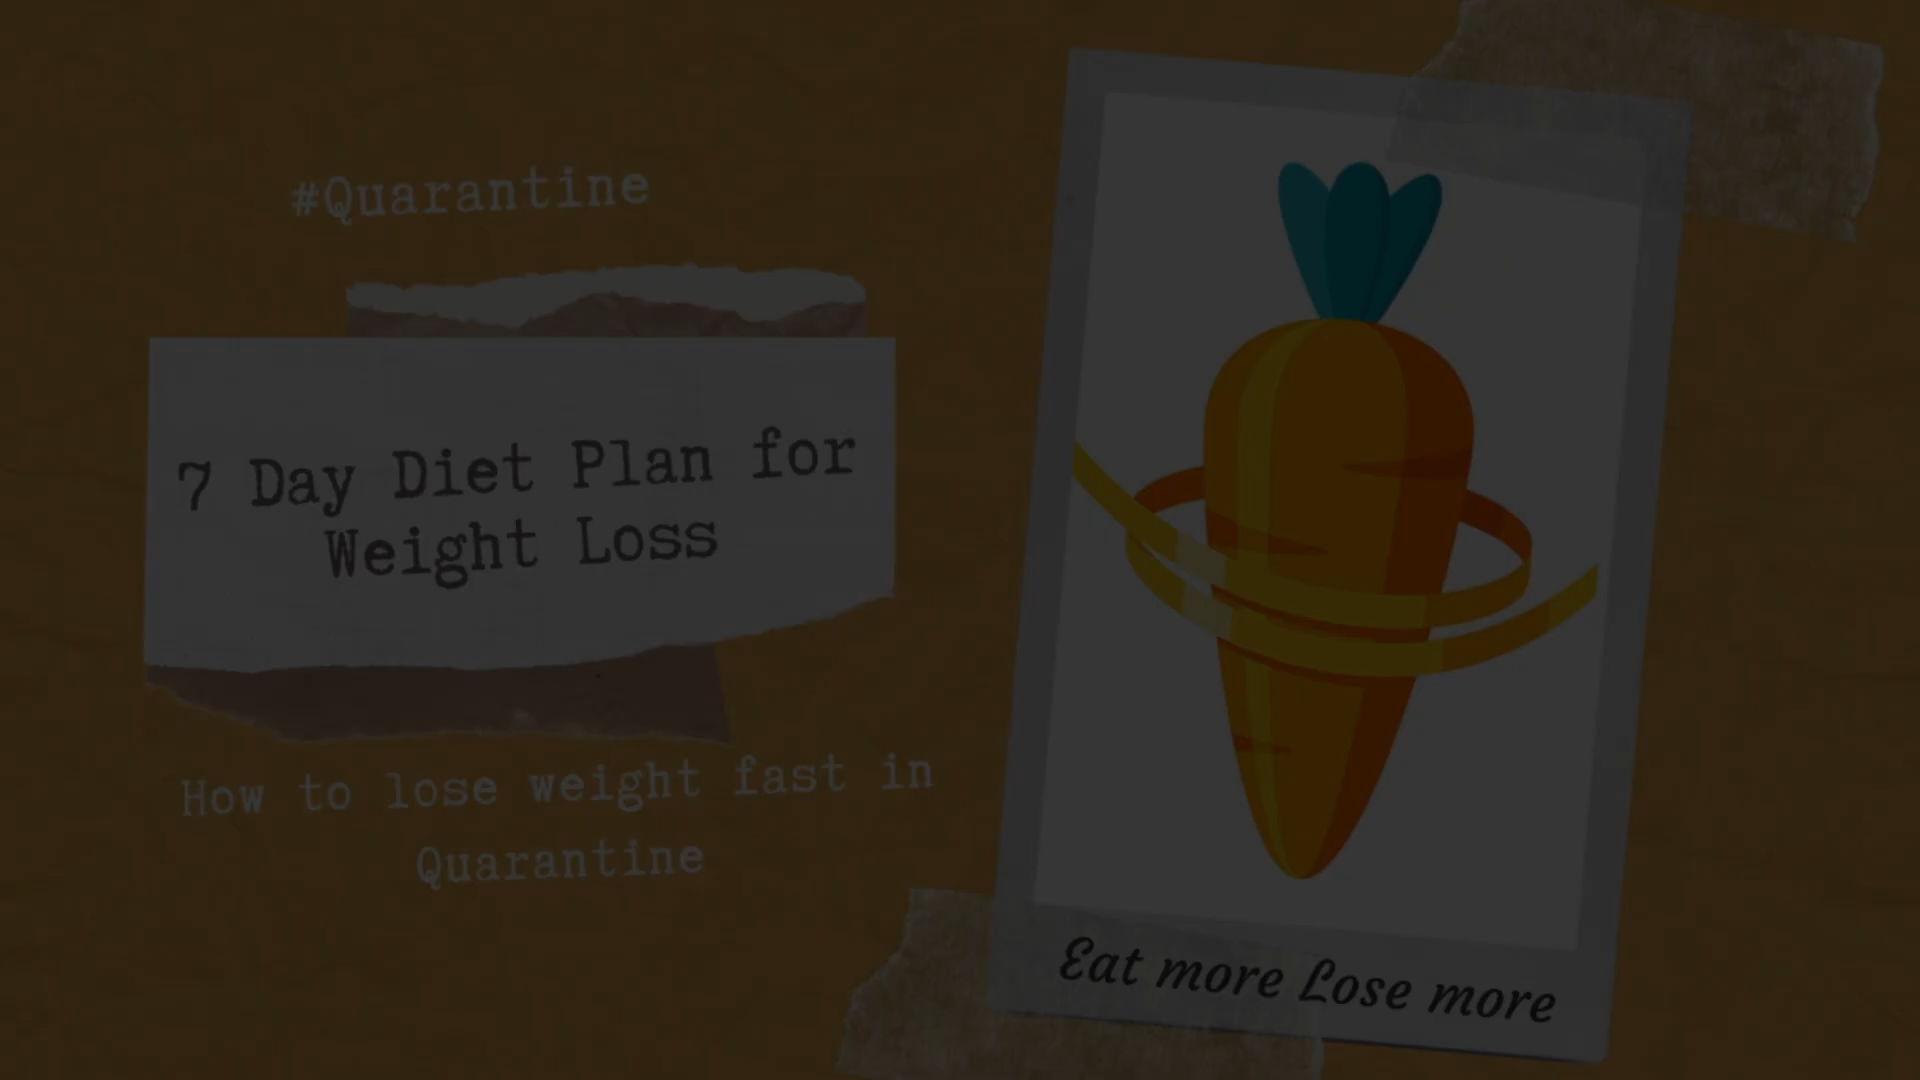 #Quarantine
7 Day Diet Plan for
Weight Loss
How to lose weight fast in
Quarantine
Eat more Lose more